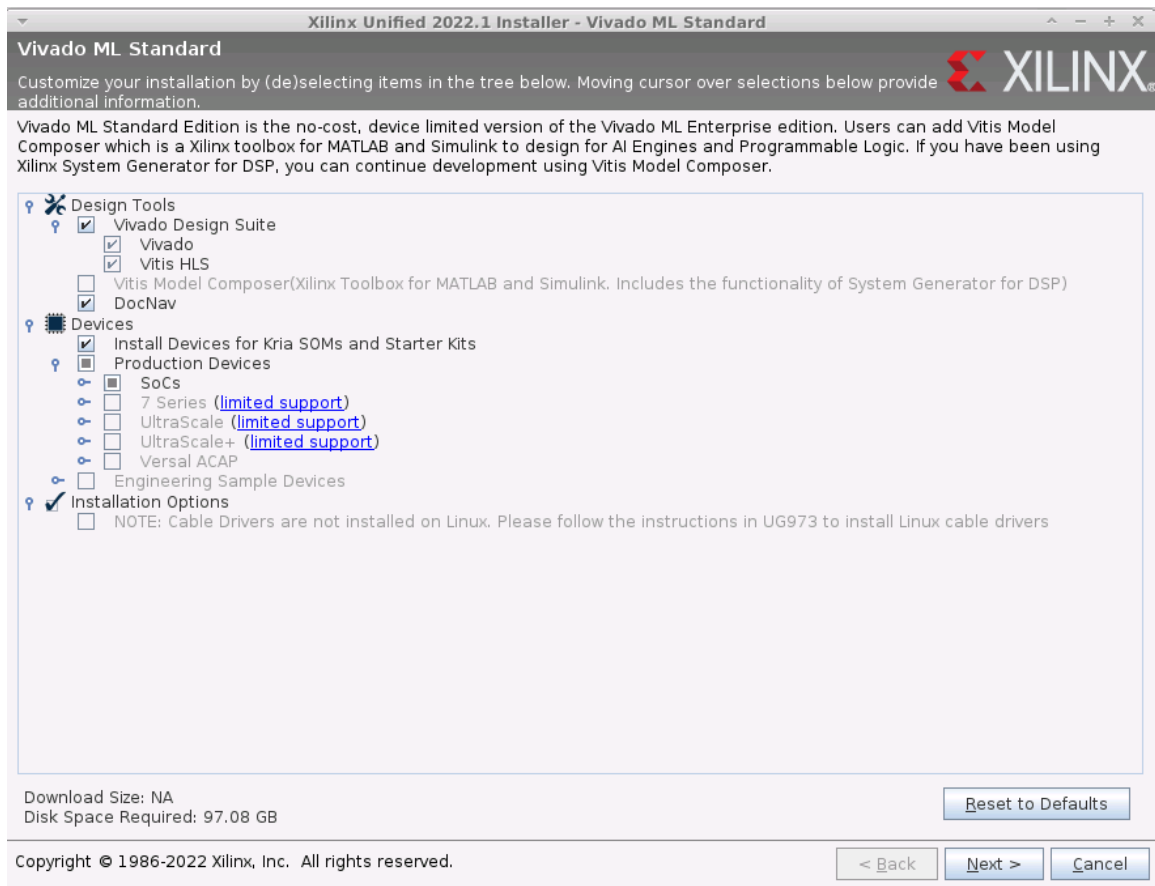 Xilinx Unified 2022.1 Installer - Vivado ML Standard
Vivado ML Standard
Customize your installation by (de)selecting items in the tree below. Moving cursor over selections below provide
additional information.
XILINX®
Vivado ML Standard Edition is the no-cost, device limited version of the Vivado ML Enterprise edition. Users can add Vitis Model
Composer which is a Xilinx toolbox for MATLAB and Simulink to design for AI Engines and Programmable Logic. If you have been using
Xilinx System Generator for DSP, you can continue development using Vitis Model Composer.
Design Tools
Vivado Design Suite
Vivado
Vitis HLS
Vitis Model Composer(Xilinx Toolbox for MATLAB and Simulink. Includes the functionality of System Generator for DSP)
DocNav
Devices
Install Devices for Kria SOMs and Starter Kits
Production Devices
SoCs
7 Series (limited support)
UltraScale (limited support)
UltraScale+ (limited support)
Versal ACAP
Engineering Sample Devices
Installation Options
NOTE: Cable Drivers are not installed on Linux. Please follow the instructions in UG973 to install Linux cable drivers
Download Size: NA
Disk Space Required: 97.08 GB
Reset to Defaults
Copyright © 1986-2022 Xilinx, Inc. All rights reserved.
< Back
Next >
Cancel